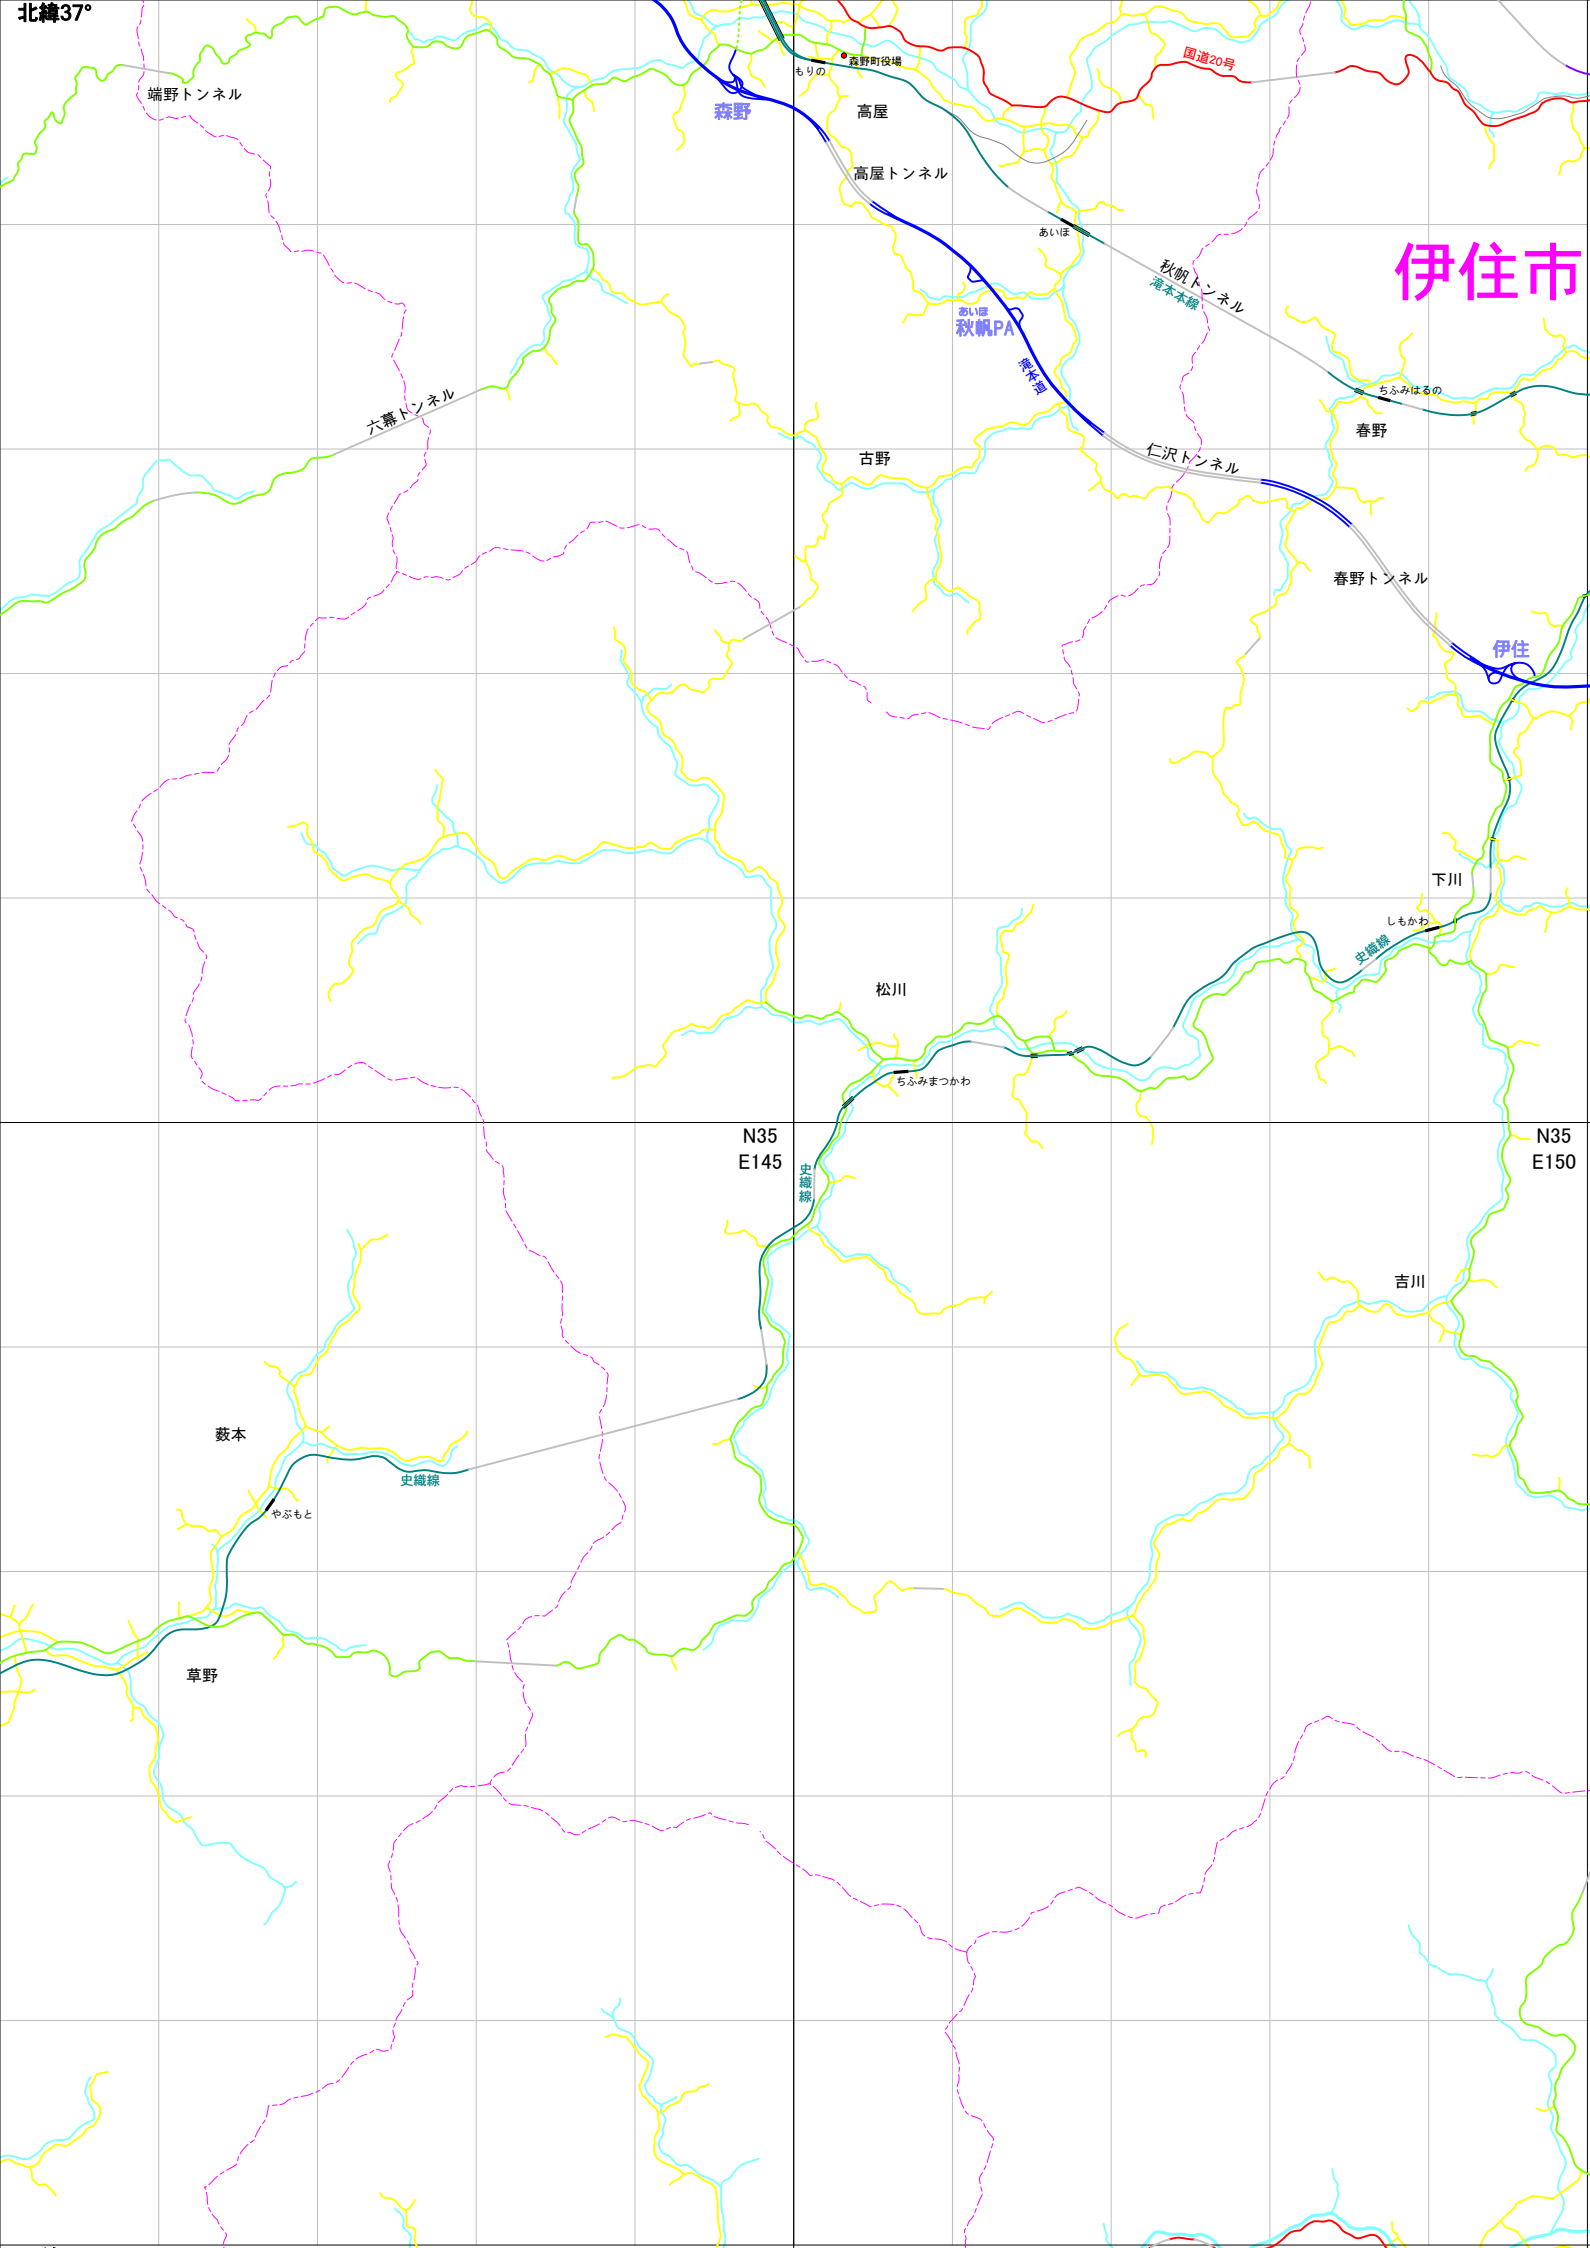 北緯37°
国道20号
森野町役場
もりの
端野トンネル
森野
高屋
高屋トンネル
あいほ
伊住市
秋帆トンネル
滝本本線
あいほ
秋帆PA
滝本道
ちふみはるの
六幕トンネル
春野
古野
仁沢トンネル
春野トンネル
伊住
下川
しもかわ
史織線
松川
ちふみまつかわ
N35
E145
N35
E150
史織線
吉川
薮本
史織線
やぶもと
草野